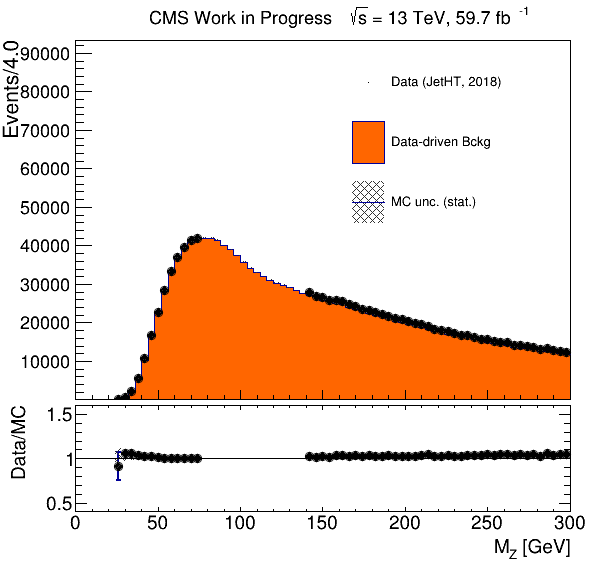 CMS Work in Progress √s = 13 TeV, 59.7 fb⁻¹
Events/4.0
90000
80000
70000
60000
50000
40000
30000
20000
10000
Data (JetHT, 2018)
Data-driven Bckg
MC unc. (stat.)
Data/MC
1.5
1
0.5
0 50 100 150 200 250 300
M_Z [GeV]